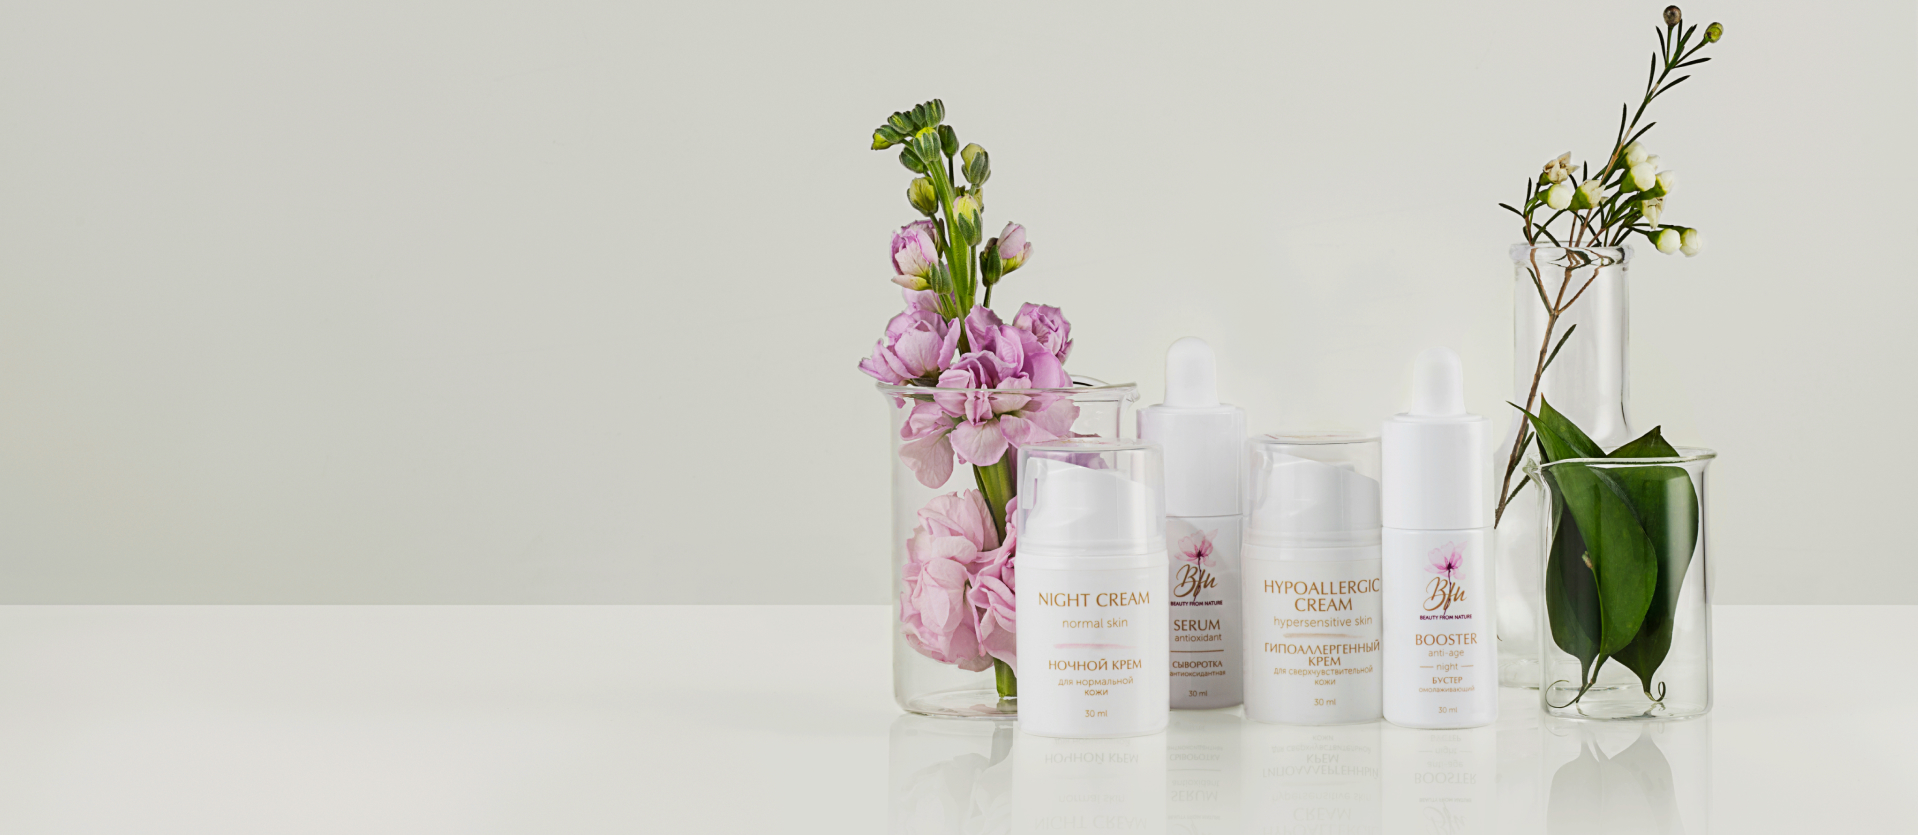 NIGHT CREAM
normal skin
НОЧНОЙ КРЕМ
для нормальной
кожи
30 ml
Bfn
BEAUTY FROM NATURE
SERUM
antioxidant
СЫВОРОТКА
антиоксидантная
30 ml
HYPOALLERGIC
CREAM
hypersensitive skin
ГИПОАЛЛЕРГЕННЫЙ
КРЕМ
для сверхчувствительной
кожи
30 ml
Bfn
BEAUTY FROM NATURE
BOOSTER
anti-age
night
БУСТЕР
омолаживающий
30 ml